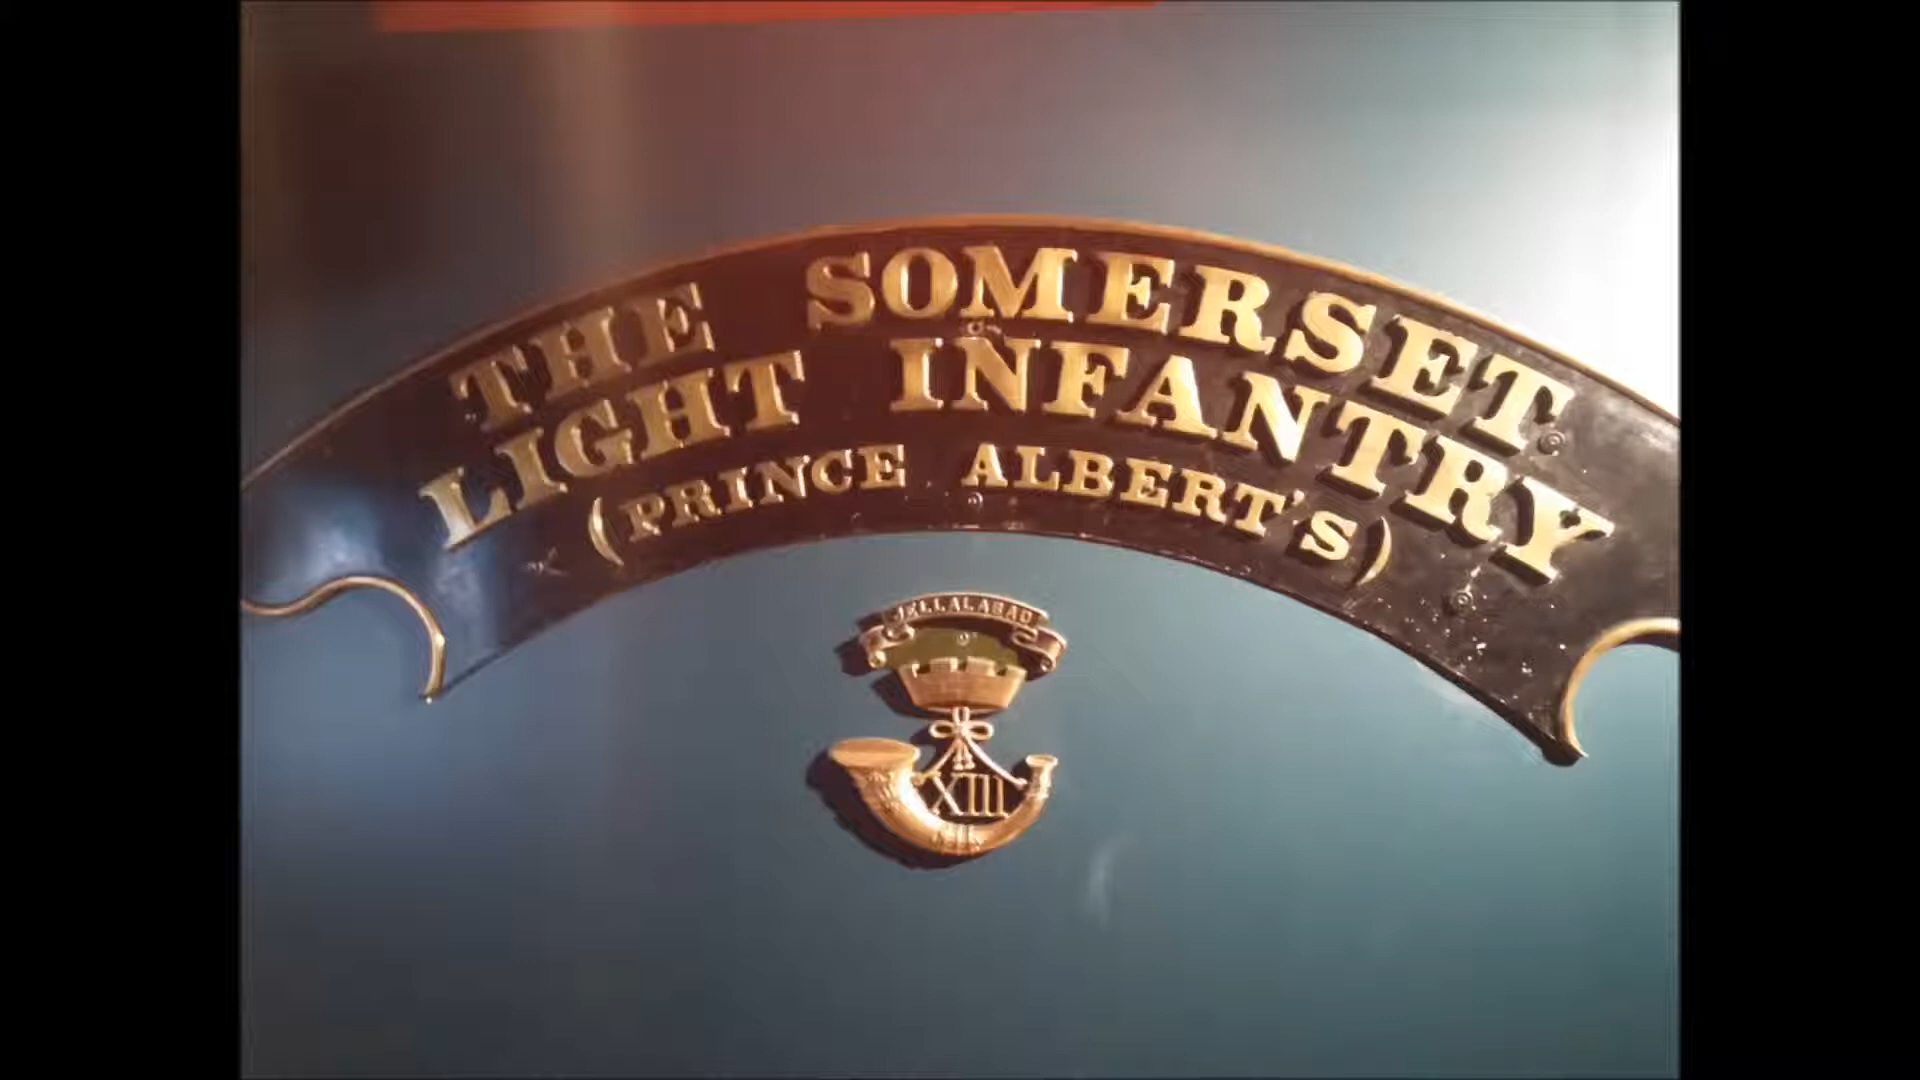 THE SOMERSET
LIGHT INFANTRY
(PRINCE ALBERT'S)
JELLALABAD
XIII